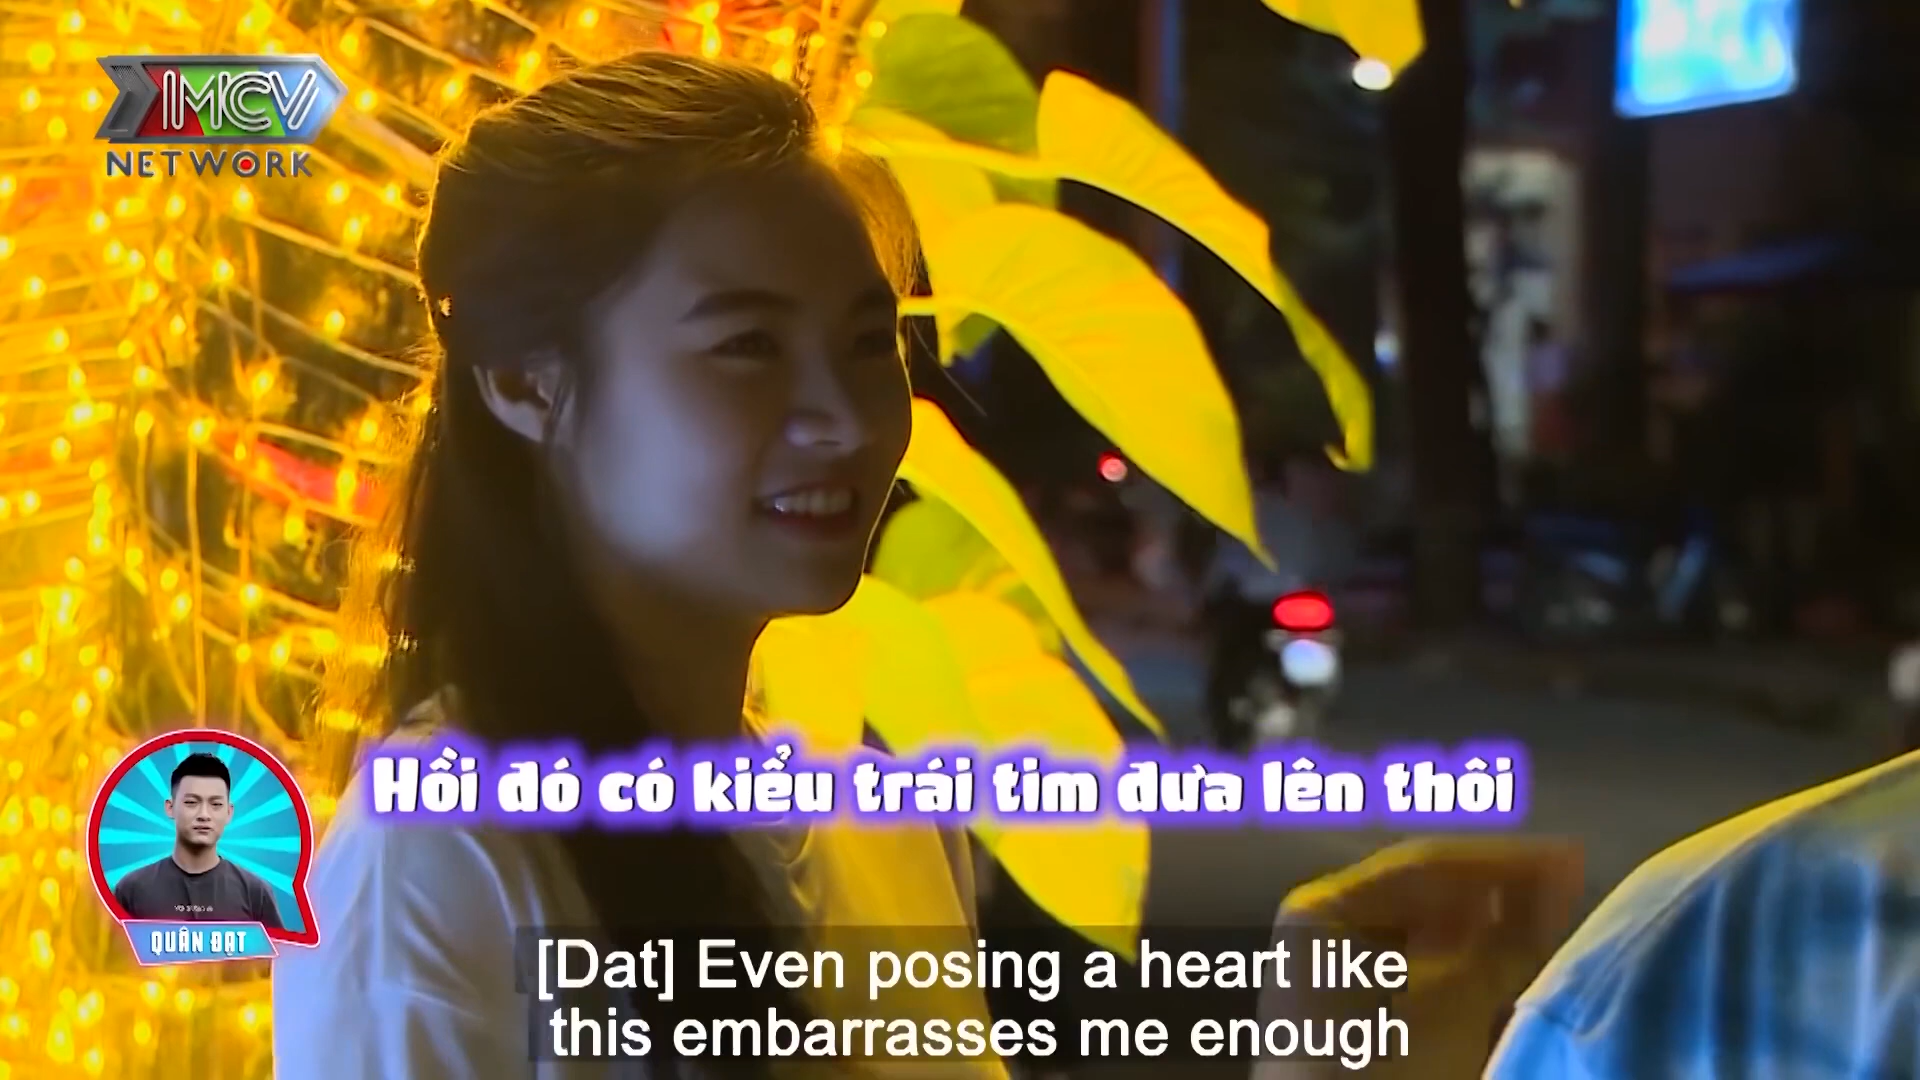 MCV
NETWORK
Hồi đó có kiểu trái tim đưa lên thôi
QUÂN ĐẠT
[Dat] Even posing a heart like
this embarrasses me enough